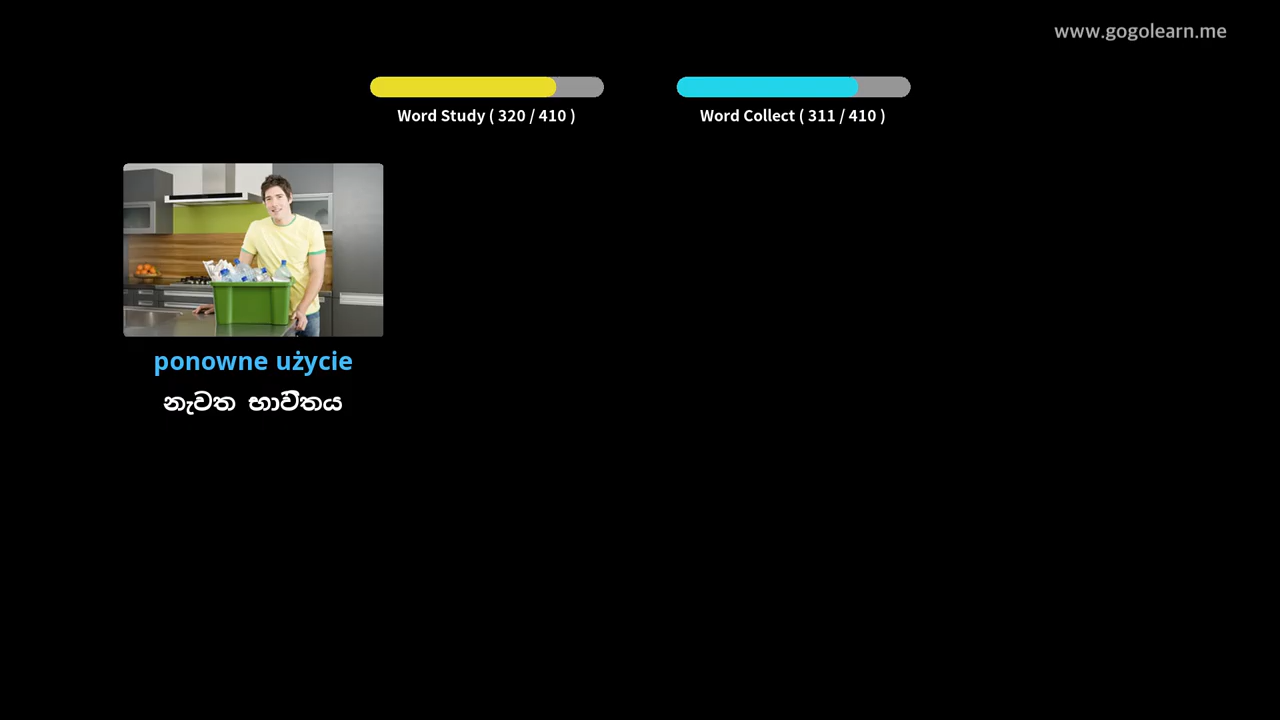 www.gogolearn.me
Word Study ( 320 / 410 )
Word Collect ( 311 / 410 )
ponowne użycie
නැවත භාවිතය